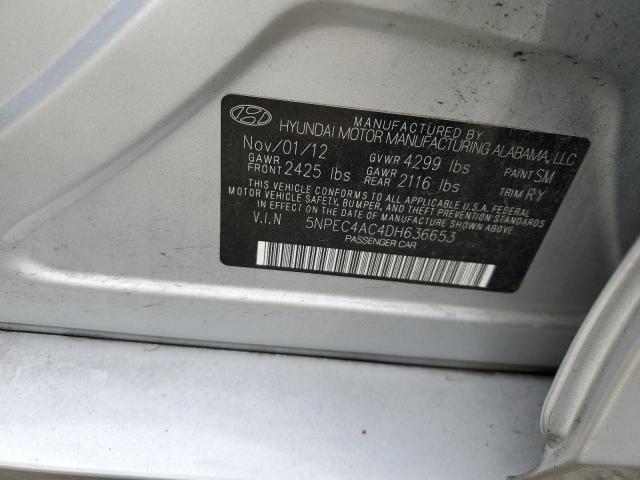 MANUFACTURED BY
HYUNDAI MOTOR MANUFACTURING ALABAMA, LLC
Nov/01/12 GVWR 4299 lbs PAINT SM
GAWR FRONT 2425 lbs GAWR REAR 2116 lbs TRIM RY
THIS VEHICLE CONFORMS TO ALL APPLICABLE U.S.A. FEDERAL
MOTOR VEHICLE SAFETY, BUMPER, AND THEFT PREVENTION STANDARDS
IN EFFECT ON THE DATE OF MANUFACTURE SHOWN ABOVE.
V.I.N 5NPEC4AC4DH636653
PASSENGER CAR